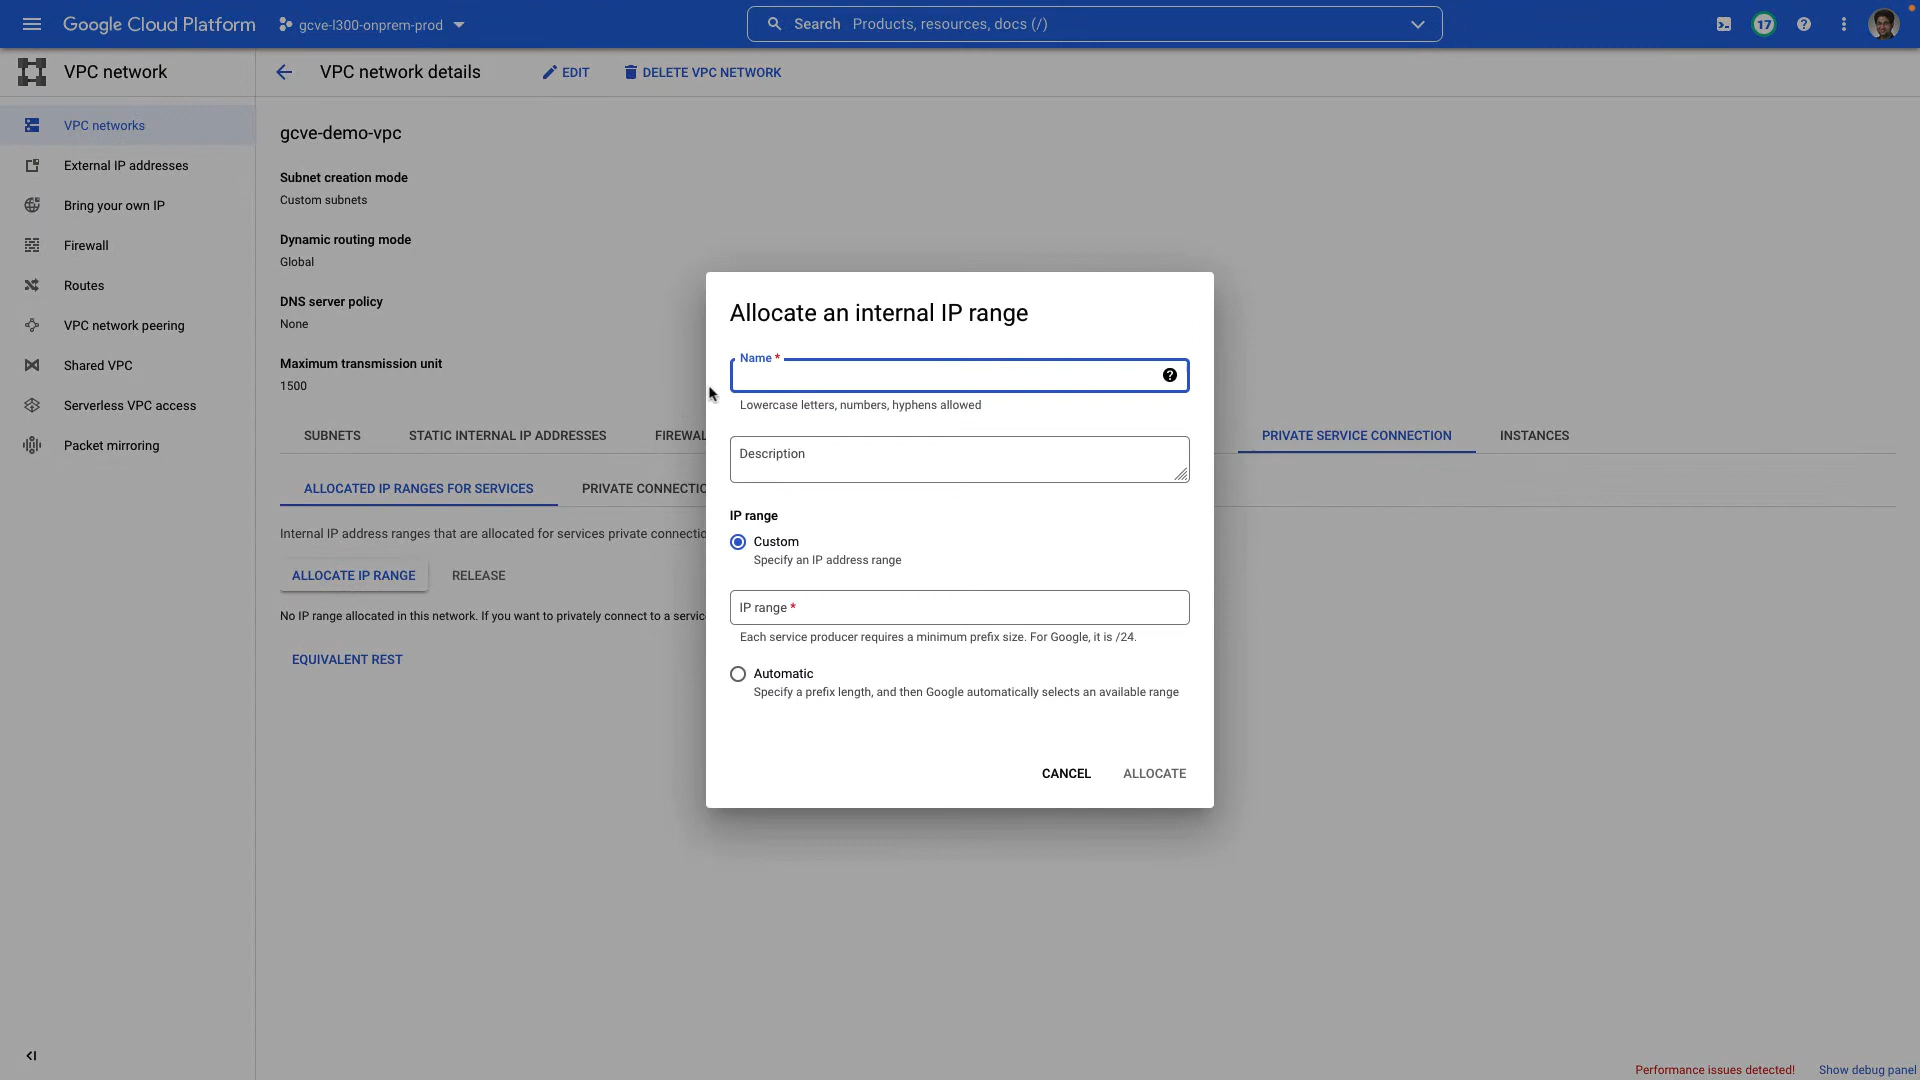 Google Cloud Platform
gcve-l300-onprem-prod
Search Products, resources, docs (/)
17
VPC network
VPC network details
EDIT
DELETE VPC NETWORK
VPC networks
External IP addresses
Bring your own IP
Firewall
Routes
VPC network peering
Shared VPC
Serverless VPC access
Packet mirroring
gcve-demo-vpc
Subnet creation mode
Custom subnets
Dynamic routing mode
Global
DNS server policy
None
Maximum transmission unit
1500
SUBNETS
STATIC INTERNAL IP ADDRESSES
FIREWAL
PRIVATE SERVICE CONNECTION
INSTANCES
ALLOCATED IP RANGES FOR SERVICES
PRIVATE CONNECTIO
Internal IP address ranges that are allocated for services private connectio
ALLOCATE IP RANGE
RELEASE
No IP range allocated in this network. If you want to privately connect to a servic
EQUIVALENT REST
Allocate an internal IP range
Name *
Lowercase letters, numbers, hyphens allowed
Description
IP range
Custom
Specify an IP address range
IP range *
Each service producer requires a minimum prefix size. For Google, it is /24.
Automatic
Specify a prefix length, and then Google automatically selects an available range
CANCEL
ALLOCATE
Performance issues detected!
Show debug panel